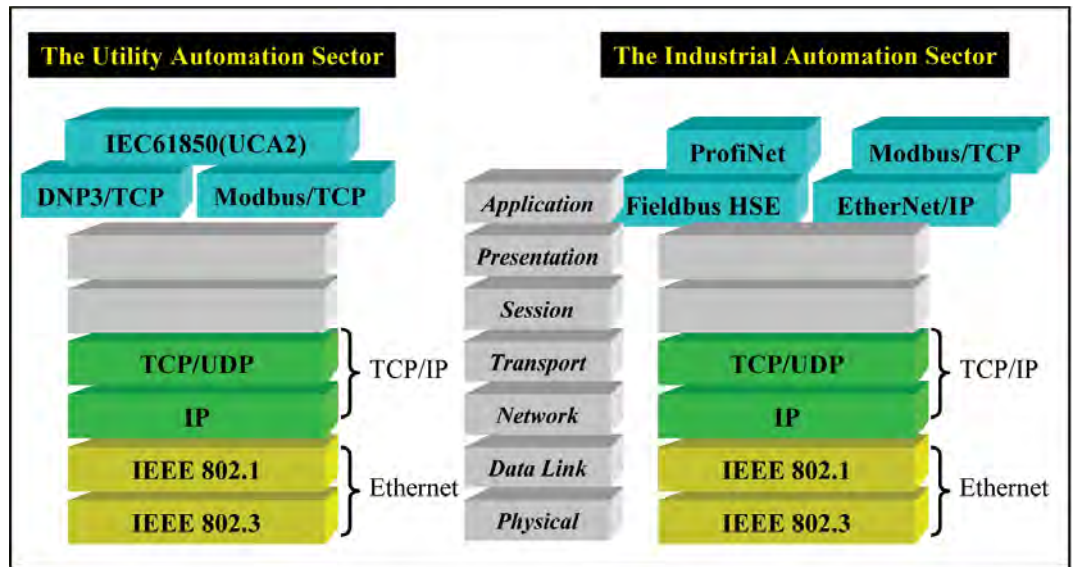 The Utility Automation Sector
The Industrial Automation Sector
IEC61850(UCA2)
DNP3/TCP
Modbus/TCP
TCP/UDP
IP
TCP/IP
IEEE 802.1
IEEE 802.3
Ethernet
Application
Presentation
Session
Transport
Network
Data Link
Physical
ProfiNet
Modbus/TCP
Fieldbus HSE
EtherNet/IP
TCP/UDP
IP
TCP/IP
IEEE 802.1
IEEE 802.3
Ethernet